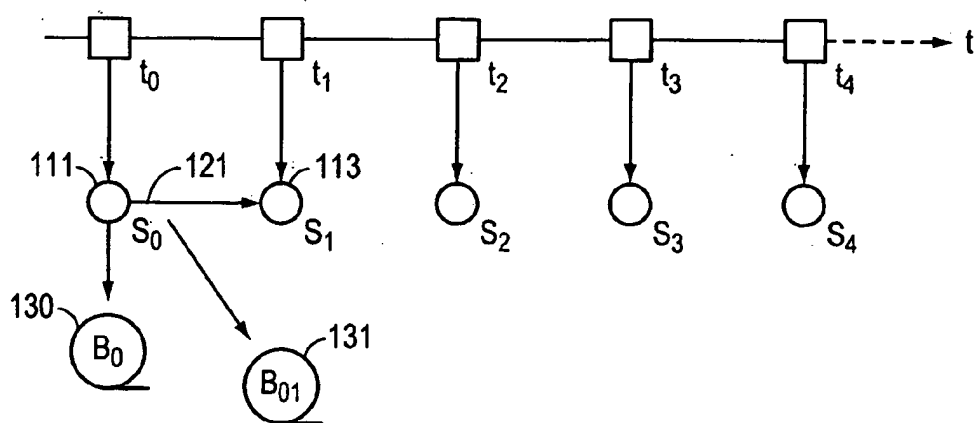 t
t₀ t₁ t₂ t₃ t₄
111 121 113
S₀ S₁ S₂ S₃ S₄
130 131
B₀
B₀₁